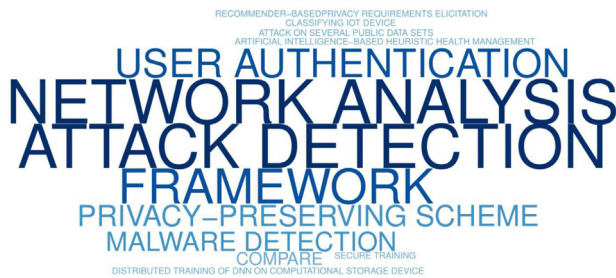 RECOMMENDER-BASEDPRIVACY REQUIREMENTS ELICITATION
CLASSIFYING IOT DEVICE
ATTACK ON SEVERAL PUBLIC DATA SETS
ARTIFICIAL INTELLIGENCE-BASED HEURISTIC HEALTH MANAGEMENT
USER AUTHENTICATION
NETWORK ANALYSIS
ATTACK DETECTION
FRAMEWORK
PRIVACY-PRESERVING SCHEME
MALWARE DETECTION
COMPARE SECURE TRAINING
DISTRIBUTED TRAINING OF DNN ON COMPUTATIONAL STORAGE DEVICE